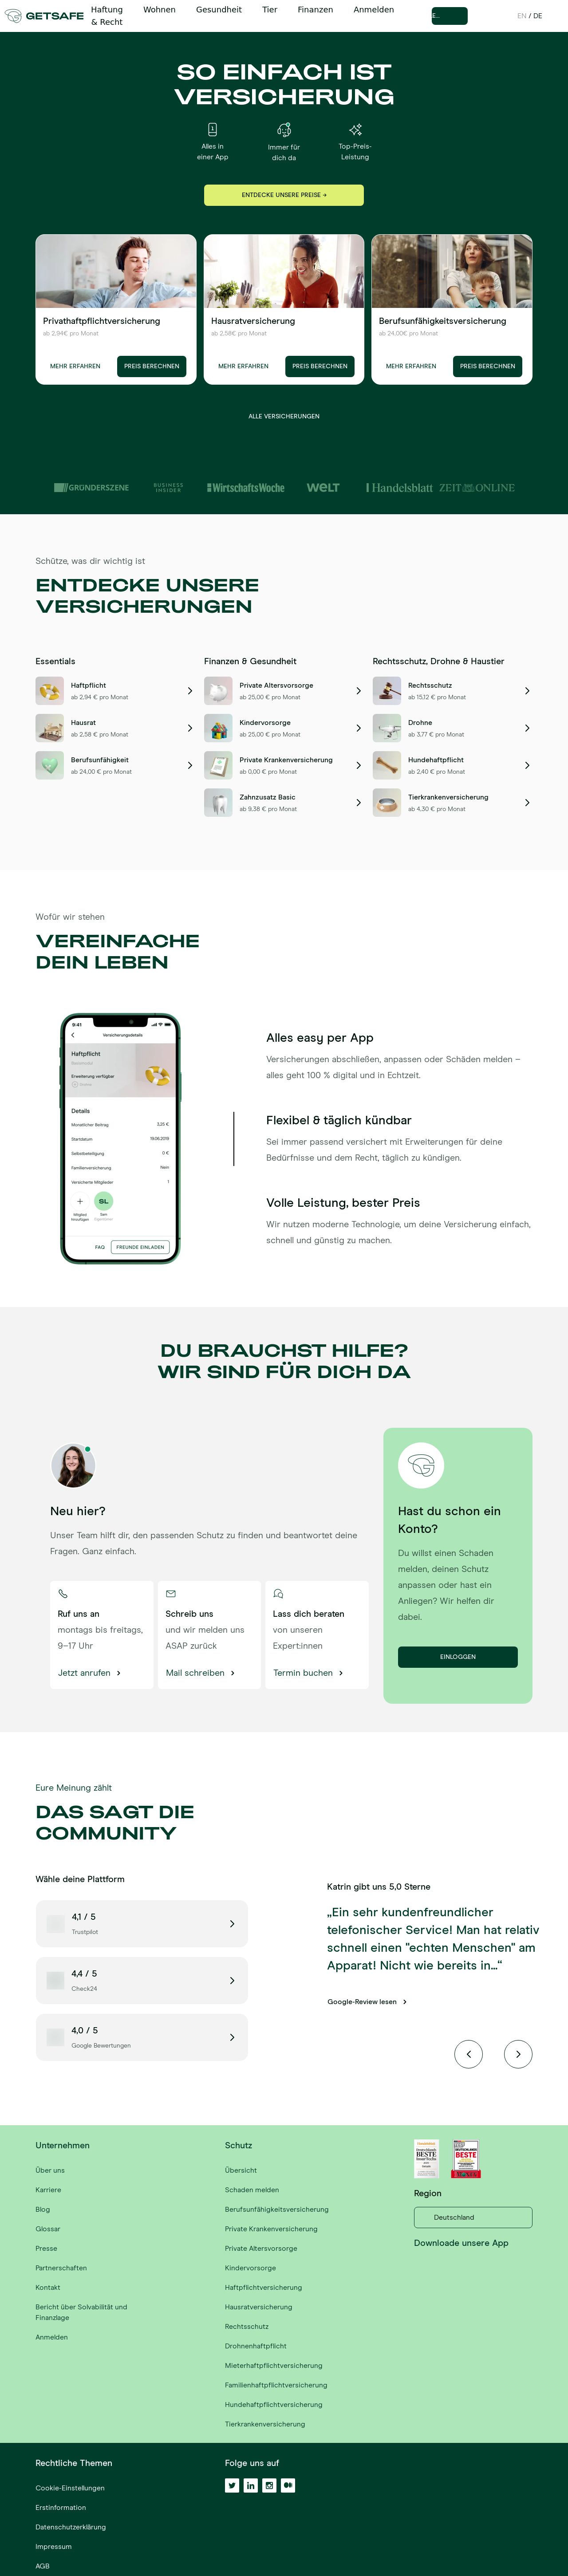 GETSAFE
Haftung
& Recht
Wohnen
Gesundheit
Tier
Finanzen
Anmelden
E...
EN / DE
SO EINFACH IST
VERSICHERUNG
Alles in
einer App
Immer für
dich da
Top-Preis-
Leistung
ENTDECKE UNSERE PREISE →
Privathaftpflichtversicherung
ab 2,94€ pro Monat
MEHR ERFAHREN
PREIS BERECHNEN
Hausratversicherung
ab 2,58€ pro Monat
MEHR ERFAHREN
PREIS BERECHNEN
Berufsunfähigkeitsversicherung
ab 24,00€ pro Monat
MEHR ERFAHREN
PREIS BERECHNEN
ALLE VERSICHERUNGEN
GRÜNDERSZENE
BUSINESS
INSIDER
WirtschaftsWoche
WELT
Handelsblatt
ZEIT ONLINE
Schütze, was dir wichtig ist
ENTDECKE UNSERE
VERSICHERUNGEN
Essentials
Haftpflicht
ab 2,94 € pro Monat
Hausrat
ab 2,58 € pro Monat
Berufsunfähigkeit
ab 24,00 € pro Monat
Finanzen & Gesundheit
Private Altersvorsorge
ab 25,00 € pro Monat
Kindervorsorge
ab 25,00 € pro Monat
Private Krankenversicherung
ab 0,00 € pro Monat
Zahnzusatz Basic
ab 9,38 € pro Monat
Rechtsschutz, Drohne & Haustier
Rechtsschutz
ab 15,12 € pro Monat
Drohne
ab 3,77 € pro Monat
Hundehaftpflicht
ab 2,40 € pro Monat
Tierkrankenversicherung
ab 4,30 € pro Monat
Wofür wir stehen
VEREINFACHE
DEIN LEBEN
9:41
Versicherungsdetails
Haftpflicht
Erweiterung verfügbar
Details
Monatlicher Beitrag 3,25 €
Startdatum 19.06.2019
Selbstbeteiligung 0 €
Familienversicherung Nein
Versicherte Mitglieder 1
SL
Mitglied
hinzufügen
Sam
FAQ
FREUNDE EINLADEN
Alles easy per App
Versicherungen abschließen, anpassen oder Schäden melden –
alles geht 100 % digital und in Echtzeit.
Flexibel & täglich kündbar
Sei immer passend versichert mit Erweiterungen für deine
Bedürfnisse und dem Recht, täglich zu kündigen.
Volle Leistung, bester Preis
Wir nutzen moderne Technologie, um deine Versicherung einfach,
schnell und günstig zu machen.
DU BRAUCHST HILFE?
WIR SIND FÜR DICH DA
Neu hier?
Unser Team hilft dir, den passenden Schutz zu finden und beantwortet deine
Fragen. Ganz einfach.
Ruf uns an
montags bis freitags,
9–17 Uhr
Jetzt anrufen
Schreib uns
und wir melden uns
ASAP zurück
Mail schreiben
Lass dich beraten
von unseren
Expert:innen
Termin buchen
Hast du schon ein
Konto?
Du willst einen Schaden
melden, deinen Schutz
anpassen oder hast ein
Anliegen? Wir helfen dir
dabei.
EINLOGGEN
Eure Meinung zählt
DAS SAGT DIE
COMMUNITY
Wähle deine Plattform
4,1 / 5
Trustpilot
4,4 / 5
Check24
4,0 / 5
Google Bewertungen
Katrin gibt uns 5,0 Sterne
„Ein sehr kundenfreundlicher
telefonischer Service! Man hat relativ
schnell einen "echten Menschen" am
Apparat! Nicht wie bereits in...“
Google-Review lesen
Unternehmen
Über uns
Karriere
Blog
Glossar
Presse
Partnerschaften
Kontakt
Bericht über Solvabilität und
Finanzlage
Anmelden
Schutz
Übersicht
Schaden melden
Berufsunfähigkeitsversicherung
Private Krankenversicherung
Private Altersvorsorge
Kindervorsorge
Haftpflichtversicherung
Hausratversicherung
Rechtsschutz
Drohnenhaftpflicht
Mieterhaftpflichtversicherung
Familienhaftpflichtversicherung
Hundehaftpflichtversicherung
Tierkrankenversicherung
BESTE
DEUTSCHLANDS
BESTE
Region
Deutschland
Downloade unsere App
Rechtliche Themen
Cookie-Einstellungen
Erstinformation
Datenschutzerklärung
Impressum
AGB
Folge uns auf